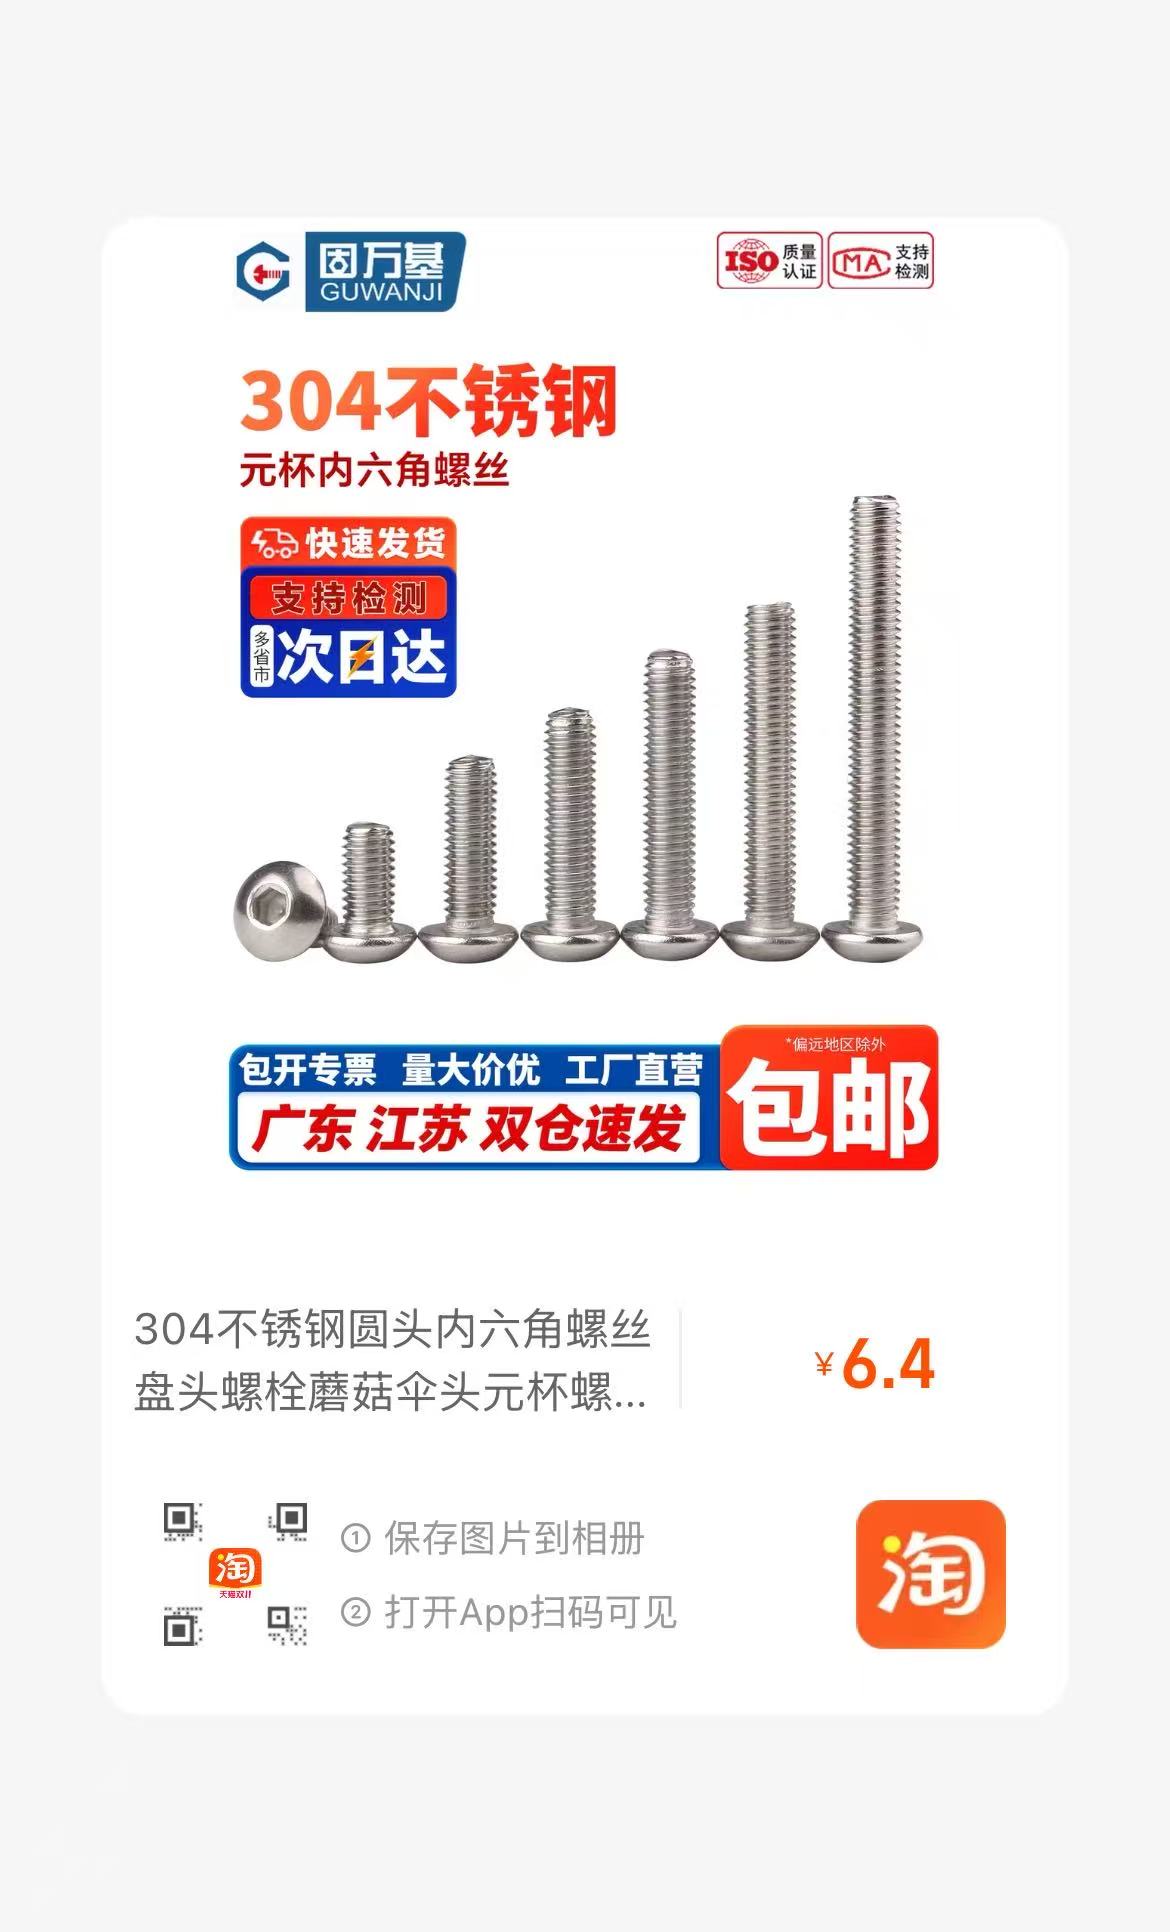 固万基
GUWANJI
ISO 质量认证
MA 支持检测
304不锈钢
元杯内六角螺丝
快速发货
支持检测
多省市 次日达
包开专票 量大价优 工厂直营
广东 江苏 双仓速发
*偏远地区除外
包邮
304不锈钢圆头内六角螺丝
盘头螺栓蘑菇伞头元杯螺...
¥6.4
淘
天猫双11
① 保存图片到相册
② 打开App扫码可见
淘